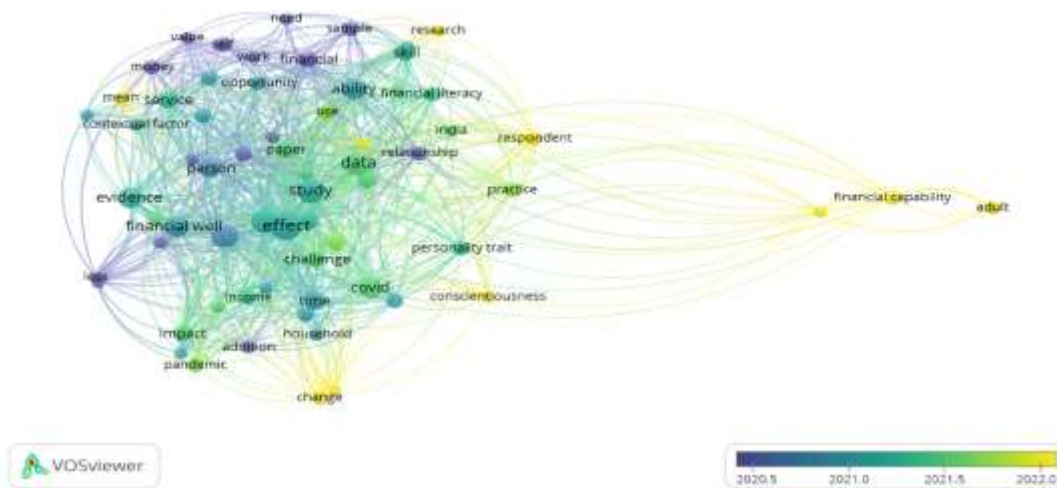 need
value
self
sample
research
work
financial
skill
money
opportunity
ability
mean
service
financial literacy
use
contextual factor
india
respondent
paper
relationship
person
data
study
practice
evidence
financial capability
adult
financial well
effect
personality trait
challenge
less
covid
income
time
conscientiousness
impact
household
addition
pandemic
change
VOSviewer
2020.5 2021.0 2021.5 2022.0